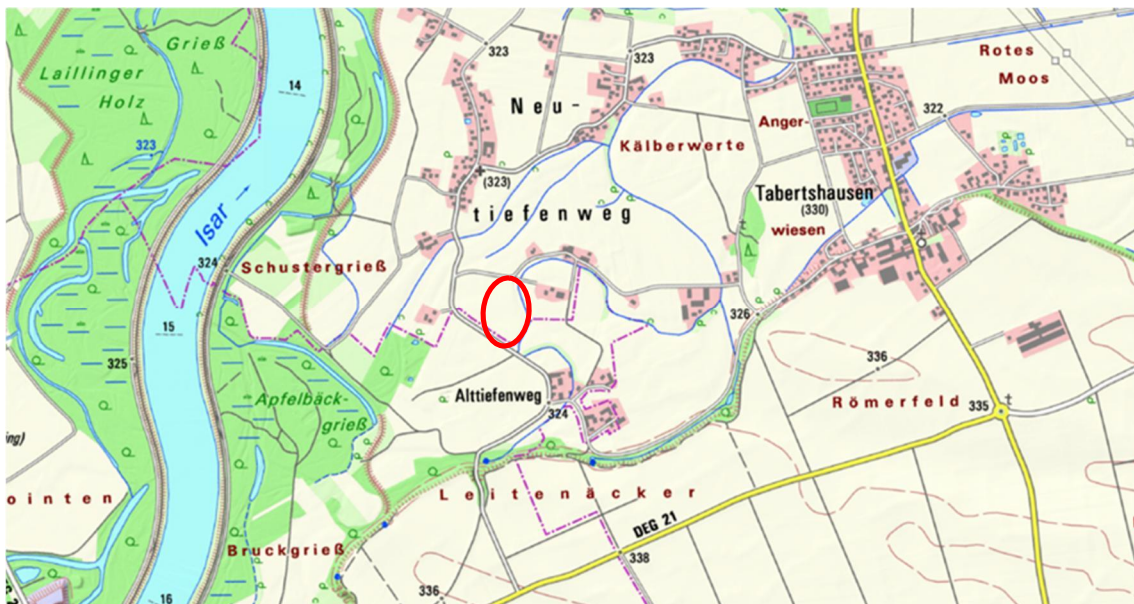 Grieß
Laillinger
Holz
323
14
323
323
Neu-
Rotes
Moos
322
Anger-
Kälberwerte
(323)
Isar
tiefenweg
Tabertshausen
(330)
wiesen
324
Schustergrieß
15
325
326
336
Apfelbäck-
grieß
Alttiefenweg
324
Römerfeld
335
ointen
Leitenäcker
DEG 21
Bruckgrieß
338
336
16